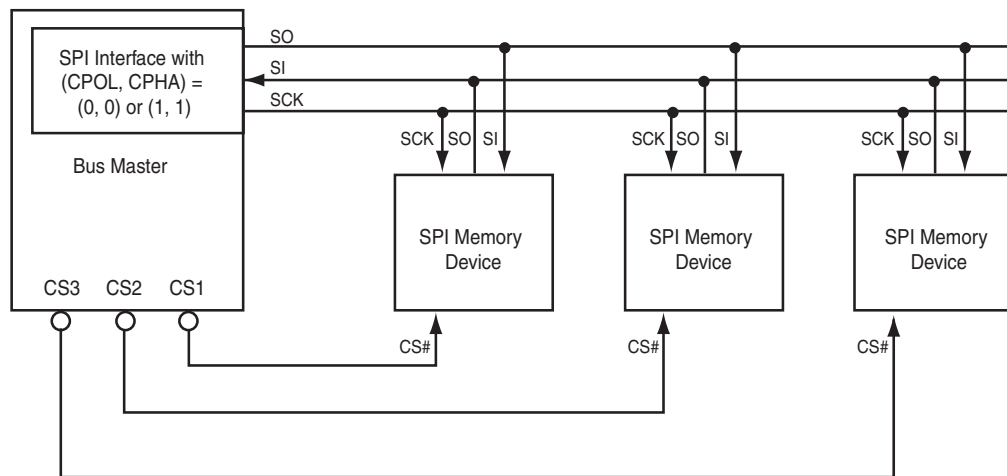 SO
SPI Interface with
(CPOL, CPHA) =
(0, 0) or (1, 1)
SI
SCK
Bus Master
SCK SO SI
SCK SO SI
SCK SO SI
SPI Memory
Device
SPI Memory
Device
SPI Memory
Device
CS3 CS2 CS1
CS#
CS#
CS#